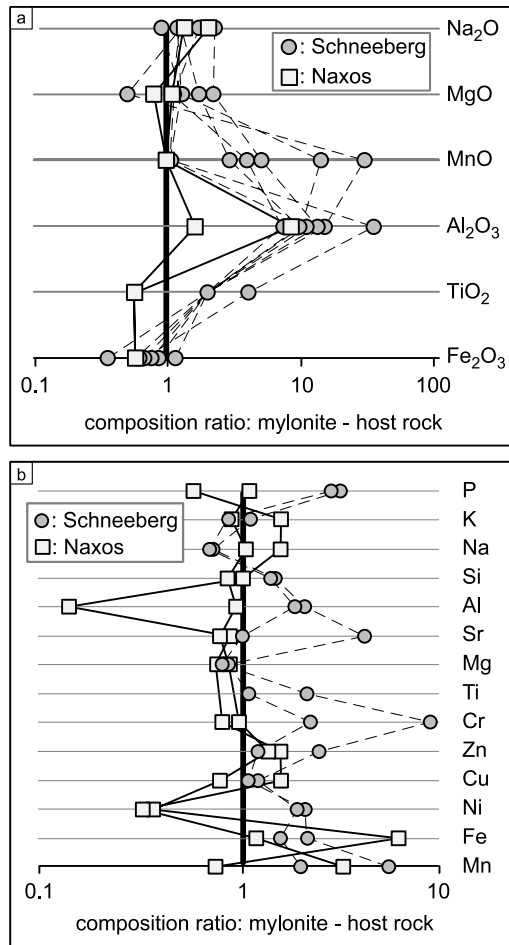 a
Na₂O
: Schneeberg
: Naxos
MgO
MnO
Al₂O₃
TiO₂
Fe₂O₃
0.1 1 10 100
composition ratio: mylonite - host rock
b
P
: Schneeberg
: Naxos
K
Na
Si
Al
Sr
Mg
Ti
Cr
Zn
Cu
Ni
Fe
Mn
0.1 1 10
composition ratio: mylonite - host rock